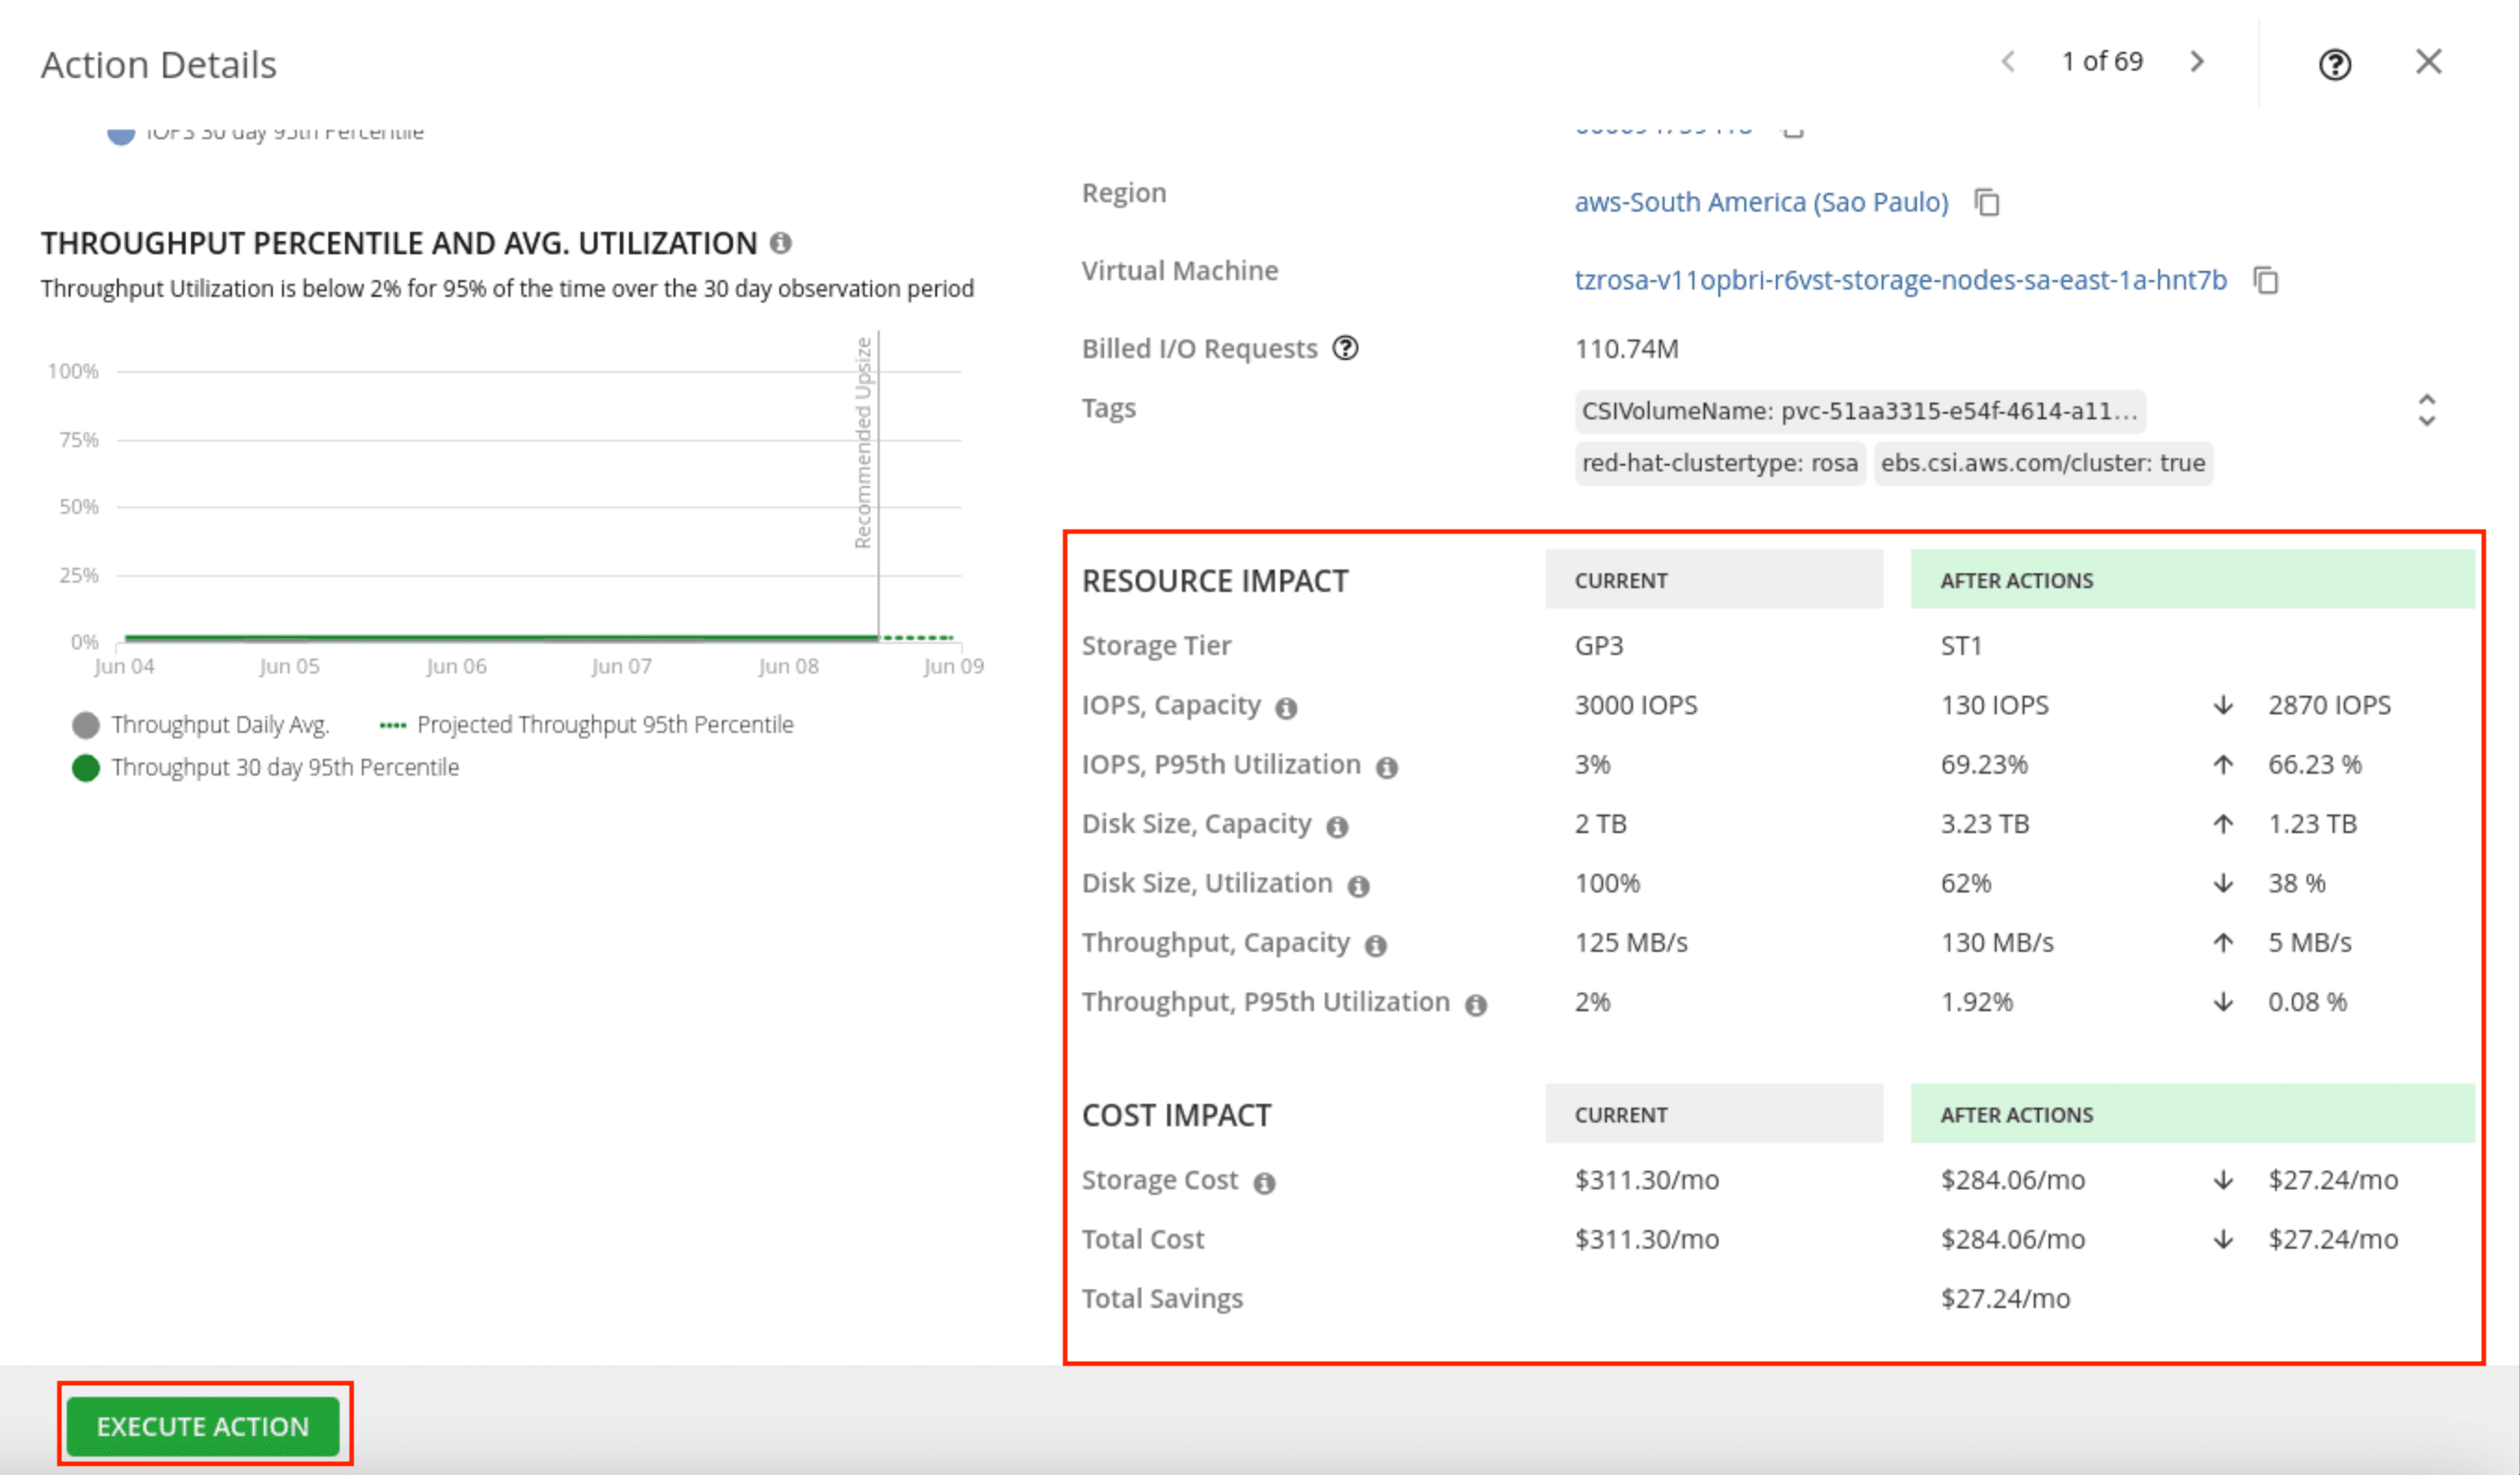 Action Details
1 of 69
IOPS 30 day 95th Percentile
THROUGHPUT PERCENTILE AND AVG. UTILIZATION
Throughput Utilization is below 2% for 95% of the time over the 30 day observation period
100%
75%
50%
25%
0%
Recommended Upsize
Jun 04 Jun 05 Jun 06 Jun 07 Jun 08 Jun 09
Throughput Daily Avg. Projected Throughput 95th Percentile
Throughput 30 day 95th Percentile
Region aws-South America (Sao Paulo)
Virtual Machine tzrosa-v11opbri-r6vst-storage-nodes-sa-east-1a-hnt7b
Billed I/O Requests 110.74M
Tags CSIVolumeName: pvc-51aa3315-e54f-4614-a11...
red-hat-clustertype: rosa ebs.csi.aws.com/cluster: true
RESOURCE IMPACT CURRENT AFTER ACTIONS
Storage Tier GP3 ST1
IOPS, Capacity 3000 IOPS 130 IOPS ↓ 2870 IOPS
IOPS, P95th Utilization 3% 69.23% ↑ 66.23 %
Disk Size, Capacity 2 TB 3.23 TB ↑ 1.23 TB
Disk Size, Utilization 100% 62% ↓ 38 %
Throughput, Capacity 125 MB/s 130 MB/s ↑ 5 MB/s
Throughput, P95th Utilization 2% 1.92% ↓ 0.08 %
COST IMPACT CURRENT AFTER ACTIONS
Storage Cost $311.30/mo $284.06/mo ↓ $27.24/mo
Total Cost $311.30/mo $284.06/mo ↓ $27.24/mo
Total Savings $27.24/mo
EXECUTE ACTION